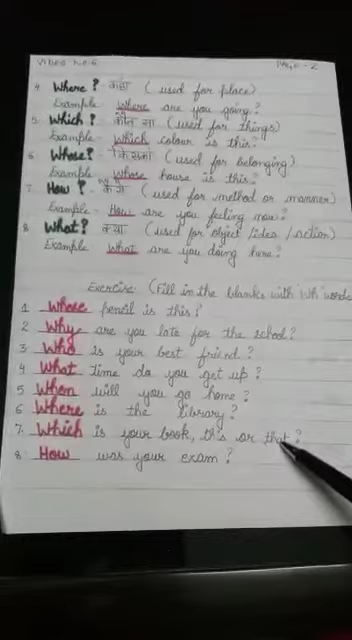 Video No. 6 Page - 2
4 Where? कहाँ (used for place)
Example Where are you going?
5 Which? कौन सा (used for things)
Example Which colour is this?
6 Whose? किसका (used for belonging)
Example Whose house is this?
7 How? कैसे (used for method or manner)
Example - How are you feeling now?
8 What? क्या (used for object/idea/action)
Example What are you doing here?
Exercise: (Fill in the blanks with 'Wh' words
1 Whose pencil is this?
2 Why are you late for the school?
3 Who is your best friend?
4 What time do you get up?
5 When will you go home?
6 Where is the library?
7. Which is your book, this or that?
8 How was your exam?